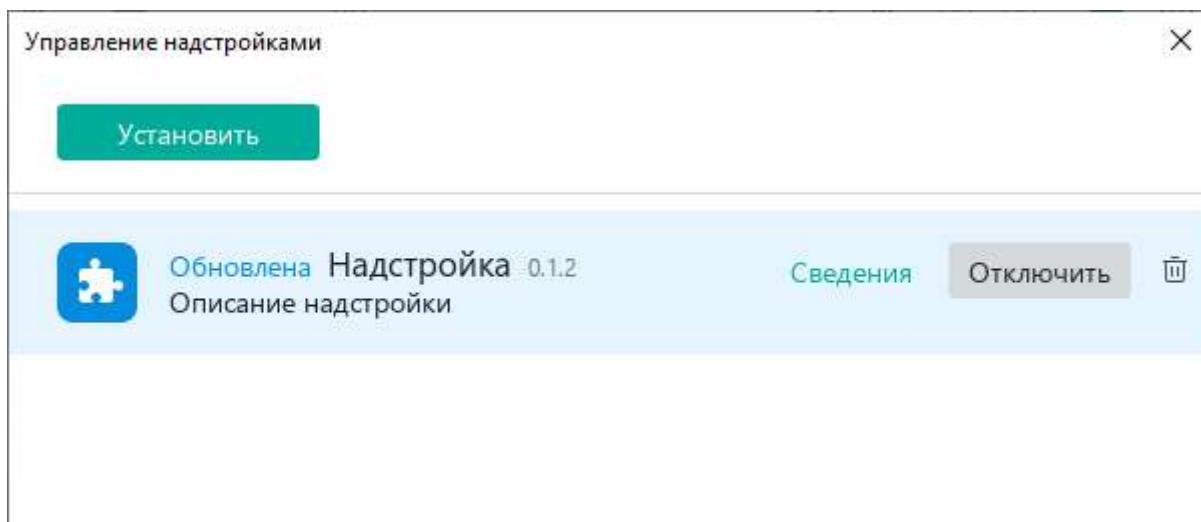 Управление надстройками
Установить
Обновлена Надстройка 0.1.2 Сведения Отключить
Описание надстройки